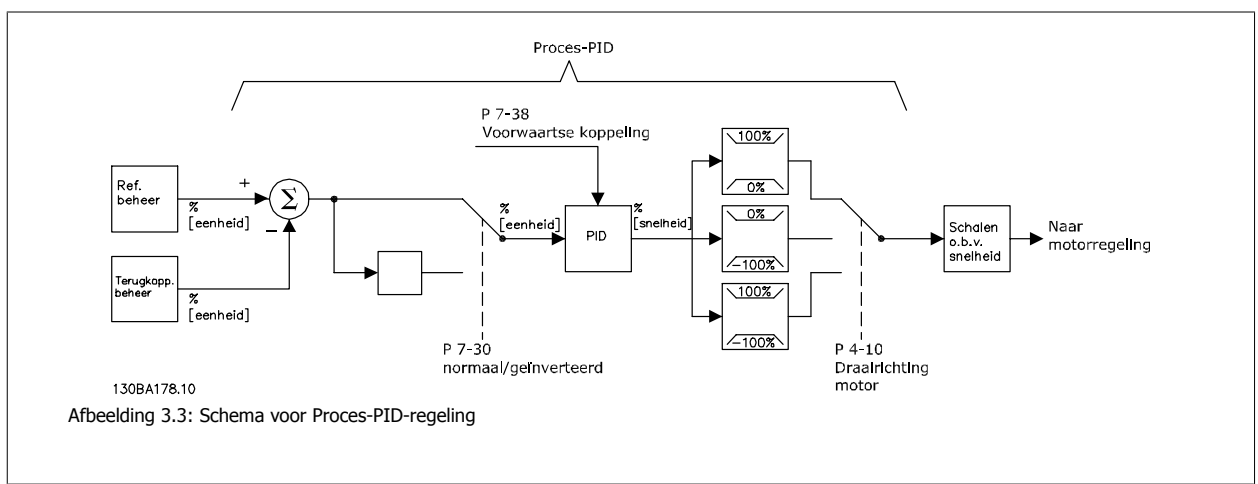 Proces-PID
P 7-38
Voorwaartse koppeling
Ref.
beheer
+
%
[eenheid]
Σ
−
Terugkopp.
beheer
%
[eenheid]
%
[eenheid]
PID
%
[snelheid]
100%
0%
0%
-100%
100%
-100%
Schalen
o.b.v.
snelheid
Naar
motorregeling
P 7-30
normaal/geïnverteerd
P 4-10
Draairichting
motor
130BA178.10
Afbeelding 3.3: Schema voor Proces-PID-regeling